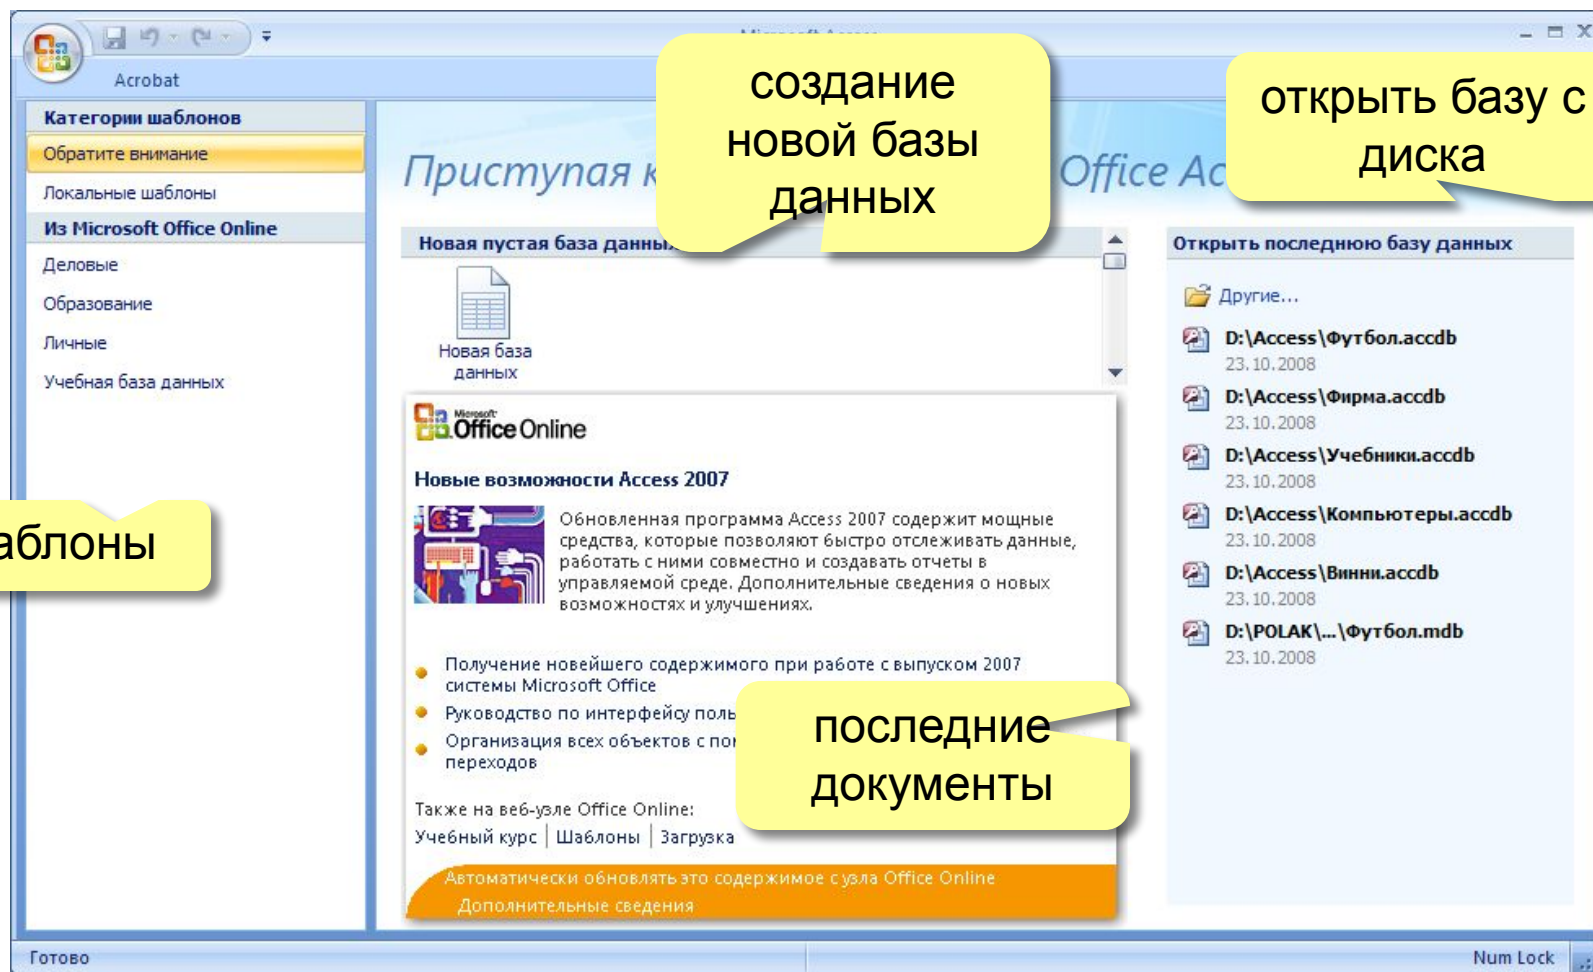 Acrobat
создание
новой базы
данных
открыть базу с
диска
Категории шаблонов
Обратите внимание
Локальные шаблоны
Из Microsoft Office Online
Деловые
Образование
Личные
Учебная база данных
аблоны
Приступая к
Office Ac
Новая пустая база данных
Новая база
данных
Microsoft
Office Online
Новые возможности Access 2007
Обновленная программа Access 2007 содержит мощные
средства, которые позволяют быстро отслеживать данные,
работать с ними совместно и создавать отчеты в
управляемой среде. Дополнительные сведения о новых
возможностях и улучшениях.
Получение новейшего содержимого при работе с выпуском 2007
системы Microsoft Office
Руководство по интерфейсу поль
Организация всех объектов с по
переходов
последние
документы
Также на веб-узле Office Online:
Учебный курс | Шаблоны | Загрузка
Автоматически обновлять это содержимое с узла Office Online
Дополнительные сведения
Открыть последнюю базу данных
Другие...
D:\Access\Футбол.accdb
23.10.2008
D:\Access\Фирма.accdb
23.10.2008
D:\Access\Учебники.accdb
23.10.2008
D:\Access\Компьютеры.accdb
23.10.2008
D:\Access\Винни.accdb
23.10.2008
D:\POLAK\...\Футбол.mdb
23.10.2008
Готово
Num Lock